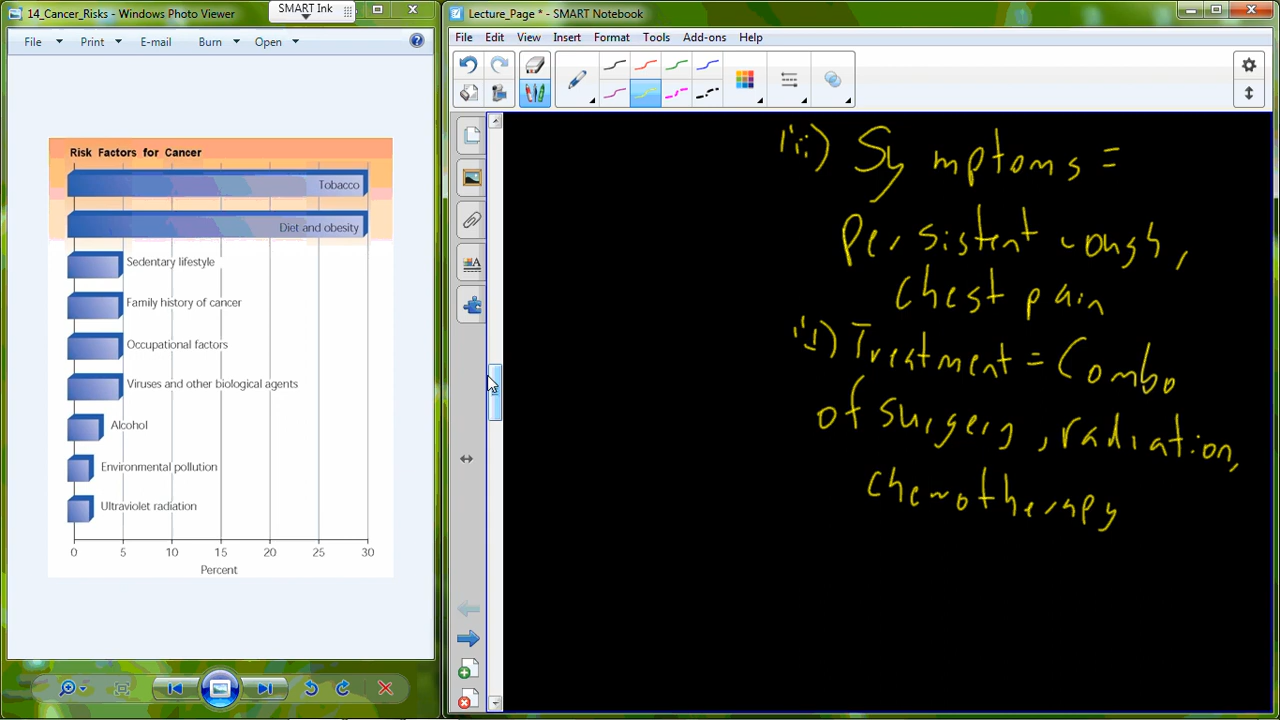 14_Cancer_Risks - Windows Photo Viewer
SMART Ink
File Print E-mail Burn Open
Risk Factors for Cancer
Tobacco
Diet and obesity
Sedentary lifestyle
Family history of cancer
Occupational factors
Viruses and other biological agents
Alcohol
Environmental pollution
Ultraviolet radiation
0 5 10 15 20 25 30
Percent
Lecture_Page * - SMART Notebook
File Edit View Insert Format Tools Add-ons Help
iii) Symptoms =
Persistent cough,
chest pain
iv) Treatment = Combo
of surgery, radiation,
chemotherapy